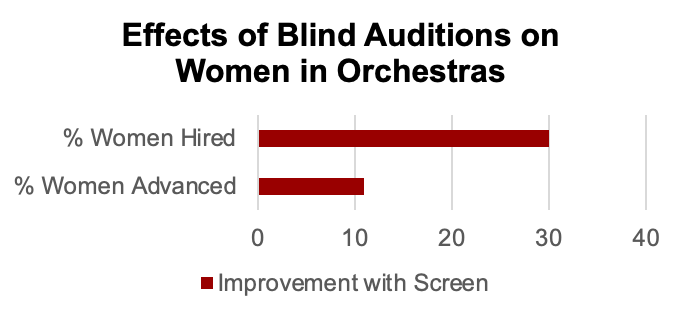 Effects of Blind Auditions on
Women in Orchestras
% Women Hired
% Women Advanced
0 10 20 30 40
Improvement with Screen